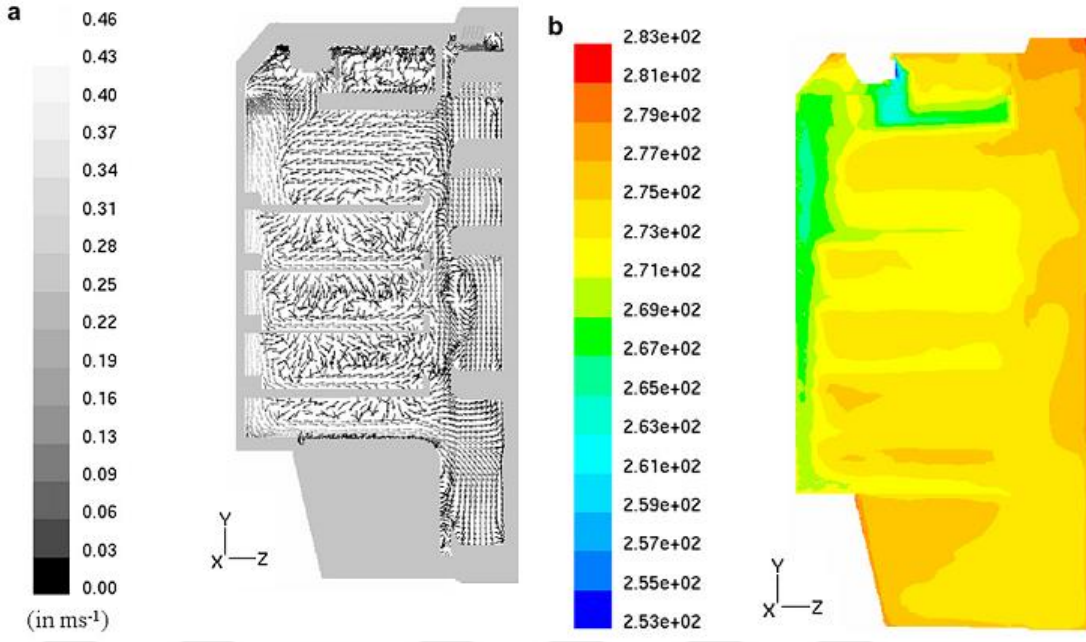 a
0.46
0.43
0.40
0.37
0.34
0.31
0.28
0.25
0.22
0.19
0.16
0.13
0.09
0.06
0.03
0.00
(in ms⁻¹)
Y
X
Z
b
2.83e+02
2.81e+02
2.79e+02
2.77e+02
2.75e+02
2.73e+02
2.71e+02
2.69e+02
2.67e+02
2.65e+02
2.63e+02
2.61e+02
2.59e+02
2.57e+02
2.55e+02
2.53e+02
Y
X
Z